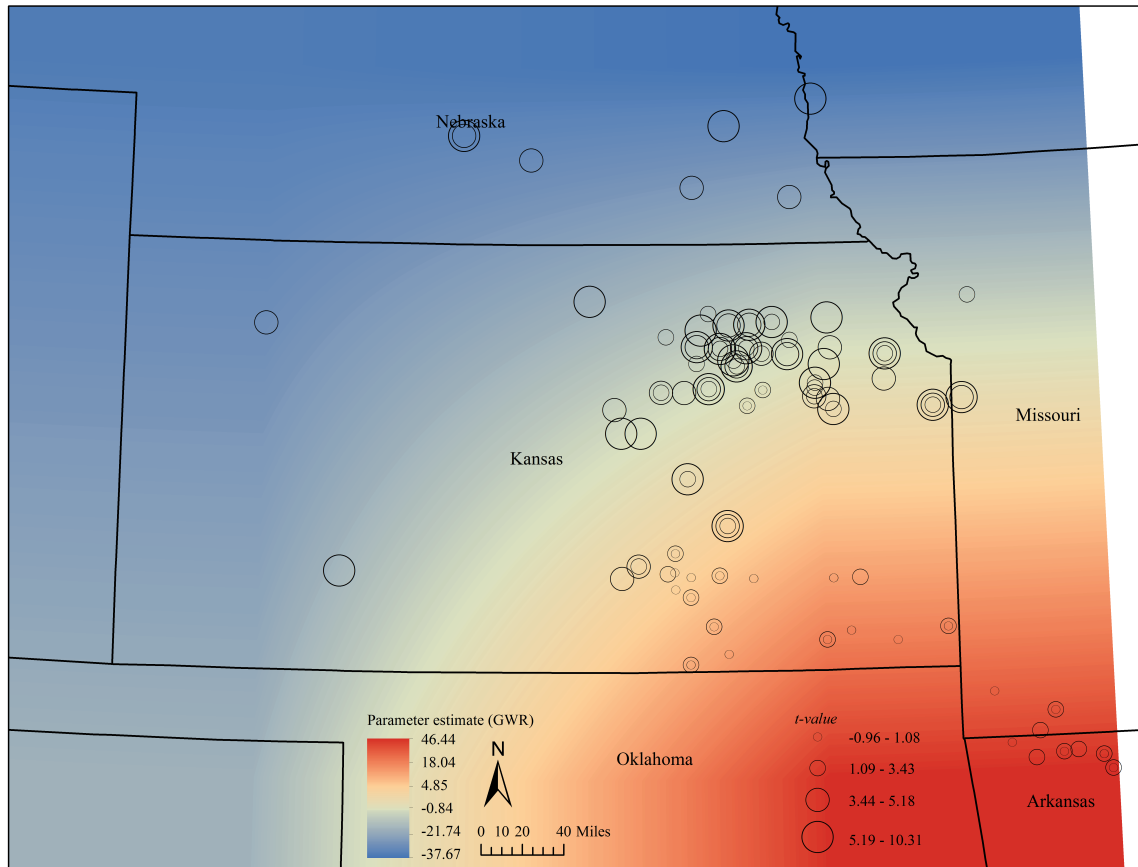 Nebraska
Missouri
Kansas
Parameter estimate (GWR)
46.44
18.04
4.85
-0.84
-21.74
-37.67
N
0 10 20 40 Miles
Oklahoma
t-value
-0.96 - 1.08
1.09 - 3.43
3.44 - 5.18
5.19 - 10.31
Arkansas